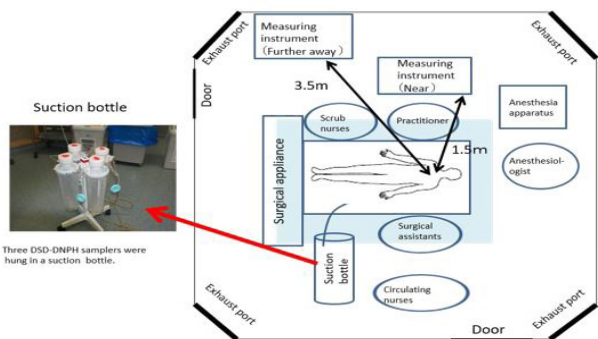 Suction bottle
Three DSD-DNPH samplers were
hung in a suction bottle.
Exhaust port
Measuring
instrument
(Further away)
Exhaust port
Door
3.5m
Measuring
instrument
(Near)
Scrub
nurses
Practitioner
Anesthesia
apparatus
1.5m
Anesthesiol-
ogist
Surgical appliance
Surgical
assistants
Suction
bottle
Circulating
nurses
Exhaust port
Exhaust port
Door